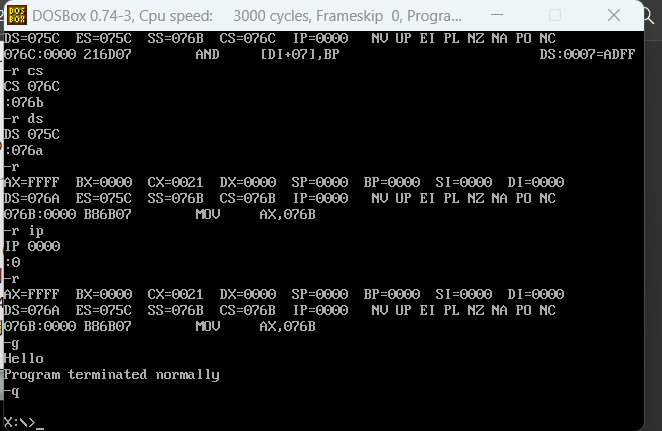 DOSBox 0.74-3, Cpu speed:    3000 cycles, Frameskip  0, Progra...
DS=075C  ES=075C  SS=076B  CS=076C  IP=0000   NV UP EI PL NZ NA PO NC
076C:0000 216D07        AND     [DI+07],BP                         DS:0007=ADFF
-r cs
CS 076C
:076b
-r ds
DS 075C
:076a
-r
AX=FFFF  BX=0000  CX=0021  DX=0000  SP=0000  BP=0000  SI=0000  DI=0000
DS=076A  ES=075C  SS=076B  CS=076B  IP=0000   NV UP EI PL NZ NA PO NC
076B:0000 B86B07        MOV     AX,076B
-r ip
IP 0000
:0
-r
AX=FFFF  BX=0000  CX=0021  DX=0000  SP=0000  BP=0000  SI=0000  DI=0000
DS=076A  ES=075C  SS=076B  CS=076B  IP=0000   NV UP EI PL NZ NA PO NC
076B:0000 B86B07        MOV     AX,076B
-g
Hello
Program terminated normally
-q
X:\>_